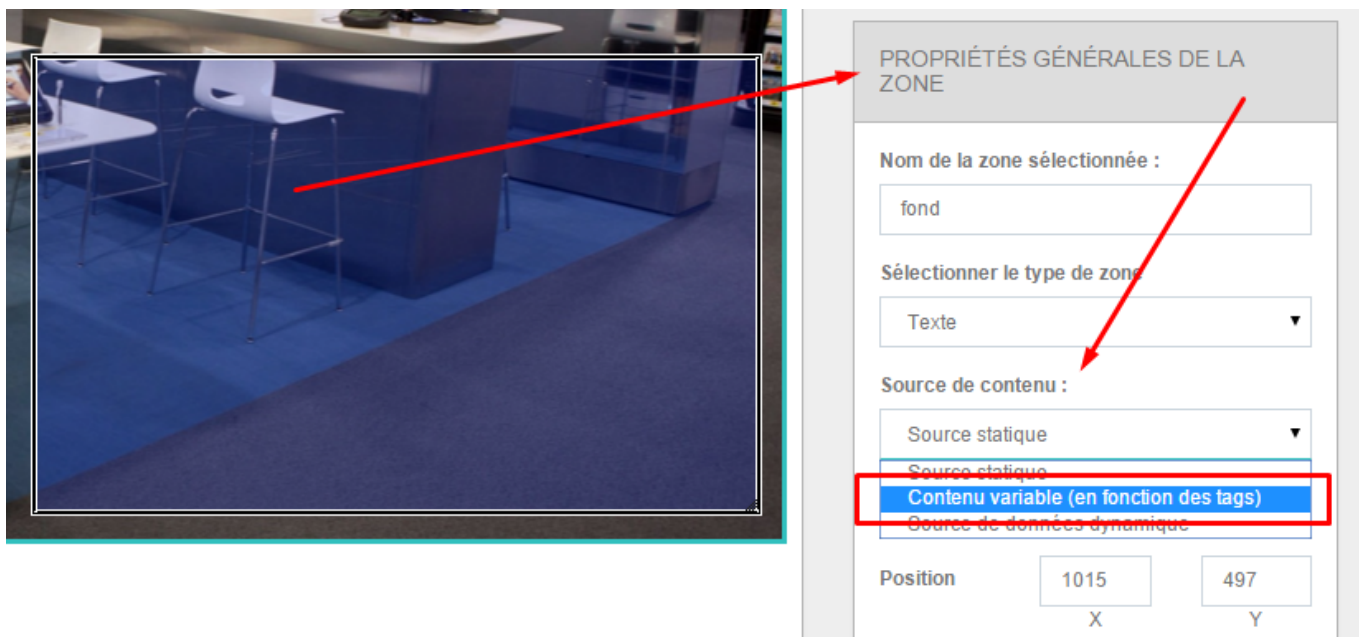 PROPRIÉTÉS GÉNÉRALES DE LA
ZONE
Nom de la zone sélectionnée :
fond
Sélectionner le type de zone
Texte
Source de contenu :
Source statique
Source statique
Contenu variable (en fonction des tags)
Source de données dynamique
Position 1015 497
X Y